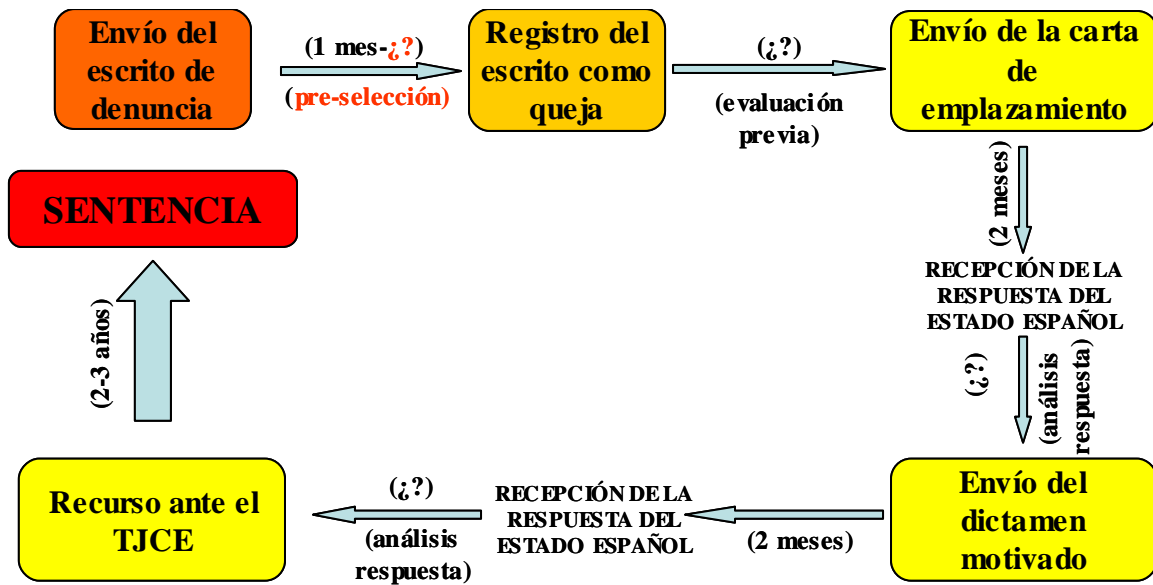 Envío del
escrito de
denuncia
(1 mes-¿?)
(pre-selección)
Registro del
escrito como
queja
(¿?)
(evaluación
previa)
Envío de la carta
de
emplazamiento
(2 meses)
RECEPCIÓN DE LA
RESPUESTA DEL
ESTADO ESPAÑOL
(¿?)
(análisis
respuesta)
Envío del
dictamen
motivado
(2 meses)
RECEPCIÓN DE LA
RESPUESTA DEL
ESTADO ESPAÑOL
(¿?)
(análisis
respuesta)
Recurso ante el
TJCE
(2-3 años)
SENTENCIA